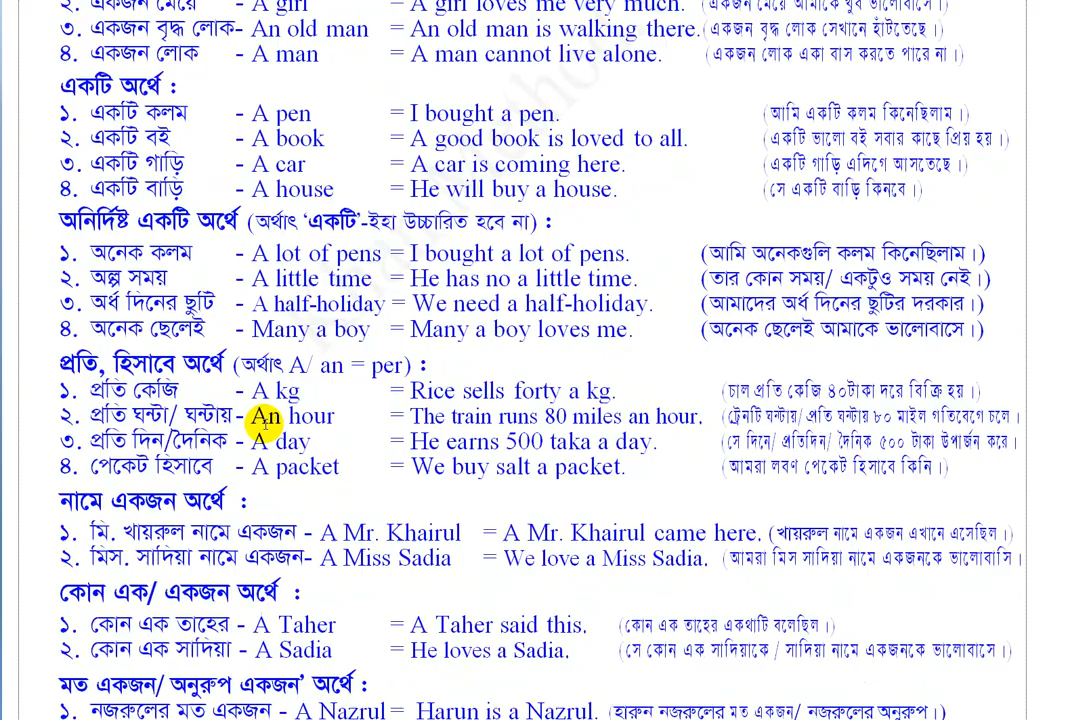 ২. একজন মেয়ে - A girl = A girl loves me very much. (একজন মেয়ে আমাকে খুব ভালোবাসে।)
৩. একজন বৃদ্ধ লোক- An old man = An old man is walking there. (একজন বৃদ্ধ লোক সেখানে হাঁটতেছে।)
৪. একজন লোক - A man = A man cannot live alone. (একজন লোক একা বাস করতে পারে না।)
একটি অর্থে :
১. একটি কলম - A pen = I bought a pen. (আমি একটি কলম কিনেছিলাম।)
২. একটি বই - A book = A good book is loved to all. (একটি ভালো বই সবার কাছে প্রিয় হয়।)
৩. একটি গাড়ি - A car = A car is coming here. (একটি গাড়ি এদিগে আসতেছে।)
৪. একটি বাড়ি - A house = He will buy a house. (সে একটি বাড়ি কিনবে।)
অনির্দিষ্ট একটি অর্থে (অর্থাৎ ‘একটি’-ইহা উচ্চারিত হবে না) :
১. অনেক কলম - A lot of pens = I bought a lot of pens. (আমি অনেকগুলি কলম কিনেছিলাম।)
২. অল্প সময় - A little time = He has no a little time. (তার কোন সময়/ একটুও সময় নেই।)
৩. অর্ধ দিনের ছুটি - A half-holiday = We need a half-holiday. (আমাদের অর্ধ দিনের ছুটির দরকার।)
৪. অনেক ছেলেই - Many a boy = Many a boy loves me. (অনেক ছেলেই আমাকে ভালোবাসে।)
প্রতি, হিসাবে অর্থে (অর্থাৎ A/ an = per) :
১. প্রতি কেজি - A kg = Rice sells forty a kg. (চাল প্রতি কেজি ৪০টাকা দরে বিক্রি হয়।)
২. প্রতি ঘন্টা/ ঘন্টায় - An hour = The train runs 80 miles an hour. (ট্রেনটি ঘন্টায়/ প্রতি ঘন্টায় ৮০ মাইল গতিবেগে চলে।
৩. প্রতি দিন/দৈনিক - A day = He earns 500 taka a day. (সে দিনে/ প্রতিদিন/ দৈনিক ৫০০ টাকা উপার্জন করে।
৪. পেকেট হিসাবে - A packet = We buy salt a packet. (আমরা লবণ পেকেট হিসাবে কিনি।)
নামে একজন অর্থে :
১. মি. খায়রুল নামে একজন - A Mr. Khairul = A Mr. Khairul came here. (খায়রুল নামে একজন এখানে এসেছিল।)
২. মিস. সাদিয়া নামে একজন- A Miss Sadia = We love a Miss Sadia. (আমরা মিস সাদিয়া নামে একজনকে ভালোবাসি।
কোন এক/ একজন অর্থে :
১. কোন এক তাহের - A Taher = A Taher said this. (কোন এক তাহের একথাটি বলেছিল।)
২. কোন এক সাদিয়া - A Sadia = He loves a Sadia. (সে কোন এক সাদিয়াকে / সাদিয়া নামে একজনকে ভালোবাসে।)
মত একজন/ অনুরুপ একজন’ অর্থে :
১. নজরুলের মত একজন - A Nazrul = Harun is a Nazrul. (হারুন নজরুলের মত একজন/ নজরুলের অনুরুপ।)